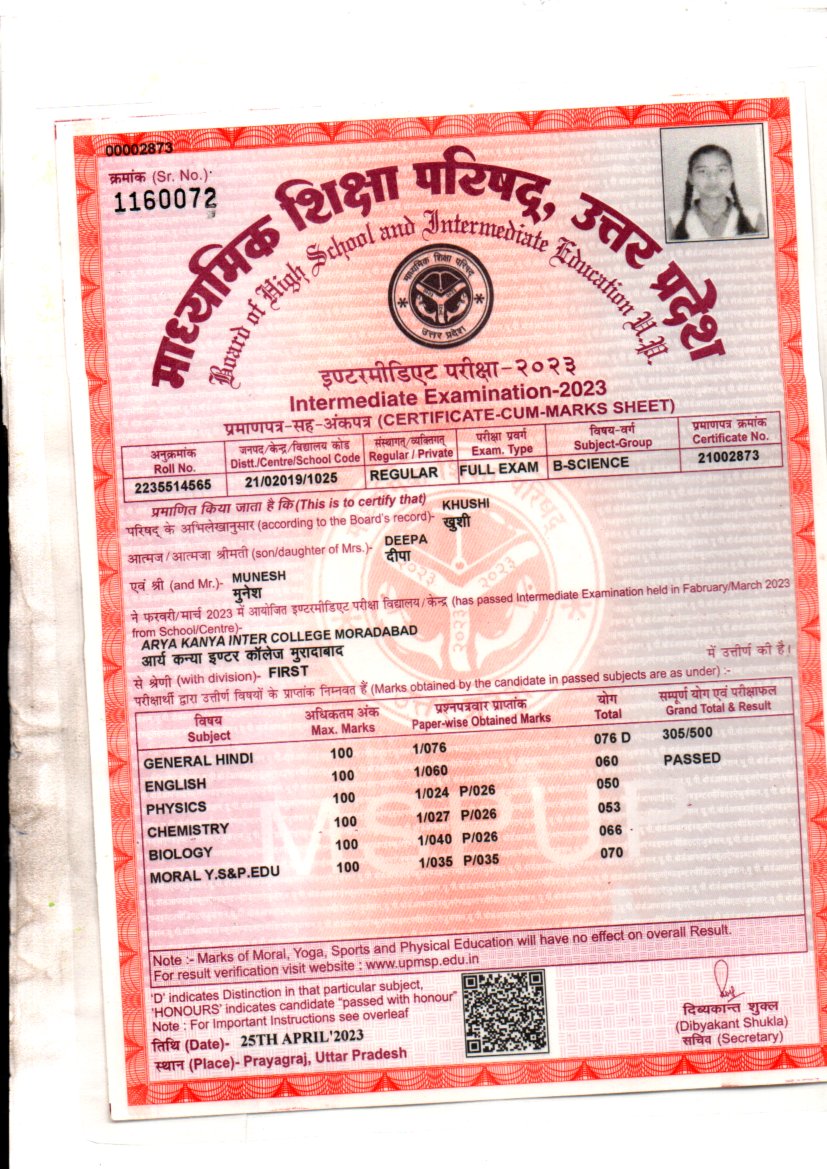 00002873
क्रमांक (Sr. No.)
1160072
माध्यमिक शिक्षा परिषद्, उत्तर प्रदेश
Board of High School and Intermediate Education U.P.
माध्यमिक शिक्षा परिषद
उत्तर प्रदेश
इण्टरमीडिएट परीक्षा-२०२३
Intermediate Examination-2023
प्रमाणपत्र-सह-अंकपत्र (CERTIFICATE-CUM-MARKS SHEET)
अनुक्रमांक जनपद/केन्द्र/विद्यालय कोड संस्थागत/व्यक्तिगत परीक्षा प्रवर्ग विषय-वर्ग प्रमाणपत्र क्रमांक
Roll No. Distt./Centre/School Code Regular / Private Exam. Type Subject-Group Certificate No.
2235514565 21/02019/1025 REGULAR FULL EXAM B-SCIENCE 21002873
प्रमाणित किया जाता है कि (This is to certify that) KHUSHI
परिषद् के अभिलेखानुसार (according to the Board's record)- खुशी
DEEPA
आत्मज/आत्मजा श्रीमती (son/daughter of Mrs.)- दीपा
एवं श्री (and Mr.)- MUNESH
मुनेश
ने फरवरी/मार्च 2023 में आयोजित इण्टरमीडिएट परीक्षा विद्यालय/केन्द्र (has passed Intermediate Examination held in Fabruary/March 2023
from School/Centre)-
ARYA KANYA INTER COLLEGE MORADABAD
आर्य कन्या इण्टर कॉलेज मुरादाबाद में उत्तीर्ण की है।
से श्रेणी (with division)- FIRST
परीक्षार्थी द्वारा उत्तीर्ण विषयों के प्राप्तांक निम्नवत हैं (Marks obtained by the candidate in passed subjects are as under) :-
विषय अधिकतम अंक प्रश्नपत्रवार प्राप्तांक योग सम्पूर्ण योग एवं परीक्षाफल
Subject Max. Marks Paper-wise Obtained Marks Total Grand Total & Result
GENERAL HINDI 100 1/076 076 D 305/500
ENGLISH 100 1/060 060 PASSED
PHYSICS 100 1/024 P/026 050
CHEMISTRY 100 1/027 P/026 053
BIOLOGY 100 1/040 P/026 066
MORAL Y.S&P.EDU 100 1/035 P/035 070
MSPUP
Note :- Marks of Moral, Yoga, Sports and Physical Education will have no effect on overall Result.
For result verification visit website : www.upmsp.edu.in
'D' indicates Distinction in that particular subject,
'HONOURS' indicates candidate "passed with honour"
Note : For Important Instructions see overleaf
तिथि (Date)- 25TH APRIL'2023
स्थान (Place)- Prayagraj, Uttar Pradesh
दिब्यकान्त शुक्ल
(Dibyakant Shukla)
सचिव (Secretary)